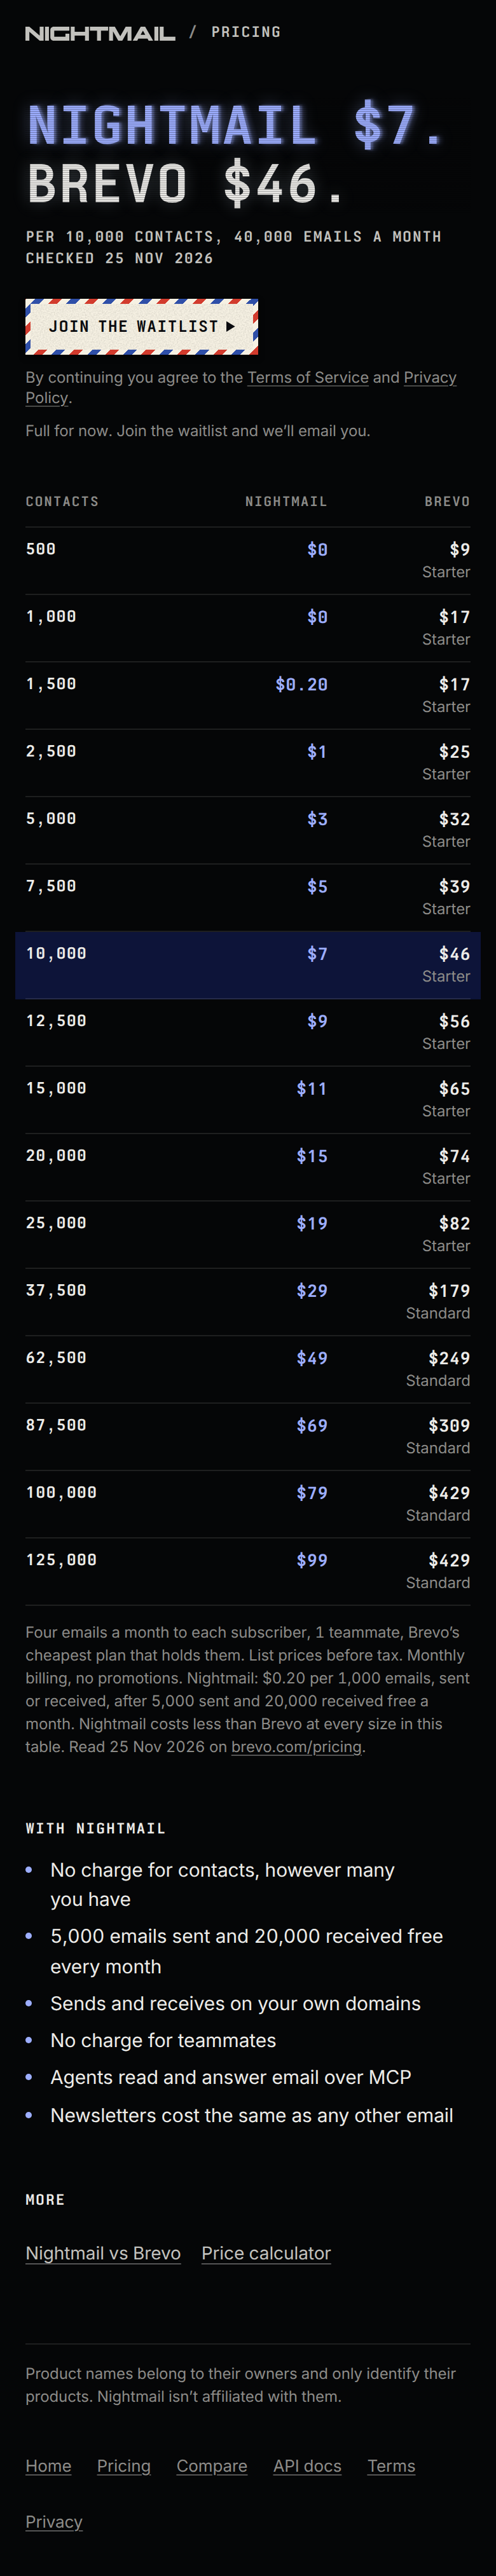 NIGHTMAIL / PRICING
NIGHTMAIL $7.
BREVO $46.
PER 10,000 CONTACTS, 40,000 EMAILS A MONTH
CHECKED 25 NOV 2026
JOIN THE WAITLIST ▶
By continuing you agree to the Terms of Service and Privacy
Policy.
Full for now. Join the waitlist and we’ll email you.
CONTACTS NIGHTMAIL BREVO
500 $0 $9
Starter
1,000 $0 $17
Starter
1,500 $0.20 $17
Starter
2,500 $1 $25
Starter
5,000 $3 $32
Starter
7,500 $5 $39
Starter
10,000 $7 $46
Starter
12,500 $9 $56
Starter
15,000 $11 $65
Starter
20,000 $15 $74
Starter
25,000 $19 $82
Starter
37,500 $29 $179
Standard
62,500 $49 $249
Standard
87,500 $69 $309
Standard
100,000 $79 $429
Standard
125,000 $99 $429
Standard
Four emails a month to each subscriber, 1 teammate, Brevo’s
cheapest plan that holds them. List prices before tax. Monthly
billing, no promotions. Nightmail: $0.20 per 1,000 emails, sent
or received, after 5,000 sent and 20,000 received free a
month. Nightmail costs less than Brevo at every size in this
table. Read 25 Nov 2026 on brevo.com/pricing.
WITH NIGHTMAIL
• No charge for contacts, however many
you have
• 5,000 emails sent and 20,000 received free
every month
• Sends and receives on your own domains
• No charge for teammates
• Agents read and answer email over MCP
• Newsletters cost the same as any other email
MORE
Nightmail vs Brevo Price calculator
Product names belong to their owners and only identify their
products. Nightmail isn’t affiliated with them.
Home Pricing Compare API docs Terms
Privacy